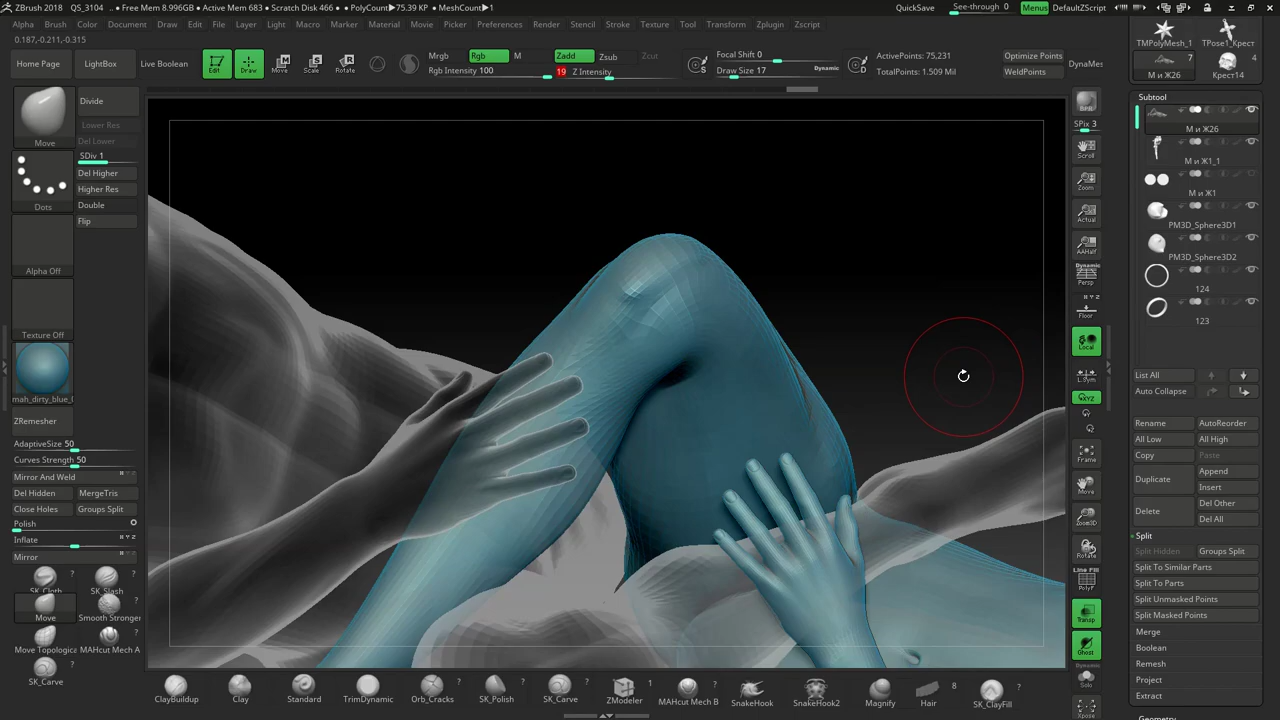 ZBrush 2018 QS_3104 .. • Free Mem 8.996GB • Active Mem 683 • Scratch Disk 466 • PolyCount▶75.39 KP • MeshCount▶1
QuickSave
See-through 0
Menus
DefaultZScript
Alpha Brush Color Document Draw Edit File Layer Light Macro Marker Material Movie Picker Preferences Render Stencil Stroke Texture Tool Transform Zplugin Zscript
0.187,-0.211,-0.315
Home Page
LightBox
Live Boolean
Edit
Draw
Move
Scale
Rotate
Mrgb
Rgb
M
Rgb Intensity 100
Zadd
Zsub
Zcut
19 Z Intensity
Focal Shift 0
Draw Size 17
Dynamic
ActivePoints: 75,231
TotalPoints: 1.509 Mil
Optimize Points
WeldPoints
DynaMes
TMPolyMesh_1
TPose1_Крест
7
М и Ж26
4
Крест14
Move
Divide
Lower Res
Del Lower
SDiv 1
Del Higher
Higher Res
Double
Flip
Dots
Alpha Off
Texture Off
mah_dirty_blue_0
ZRemesher
AdaptiveSize 50
Curves Strength 50
Mirror And Weld
Del Hidden
MergeTris
Close Holes
Groups Split
Polish
Inflate
Mirror
SK_Cloth
SK_Slash
Move
Smooth Stronger
Move Topologica
MAHcut Mech A
SK_Carve
ClayBuildup
Clay
Standard
TrimDynamic
Orb_Cracks
SK_Polish
SK_Carve
ZModeler
MAHcut Mech B
SnakeHook
SnakeHook2
Magnify
Hair
SK_ClayFill
BPR
SPix 3
Scroll
Zoom
Actual
AAHalf
Dynamic
Persp
Floor
Local
L.Sym
XYZ
Frame
Move
Zoom3D
Rotate
Line Fill
PolyF
Transp
Ghost
Dynamic
Solo
Xpose
Subtool
М и Ж26
М и Ж1_1
М и Ж1
PM3D_Sphere3D1
PM3D_Sphere3D2
124
123
List All
Auto Collapse
Rename
AutoReorder
All Low
All High
Copy
Paste
Duplicate
Append
Insert
Delete
Del Other
Del All
Split
Split Hidden
Groups Split
Split To Similar Parts
Split To Parts
Split Unmasked Points
Split Masked Points
Merge
Boolean
Remesh
Project
Extract
Geometry